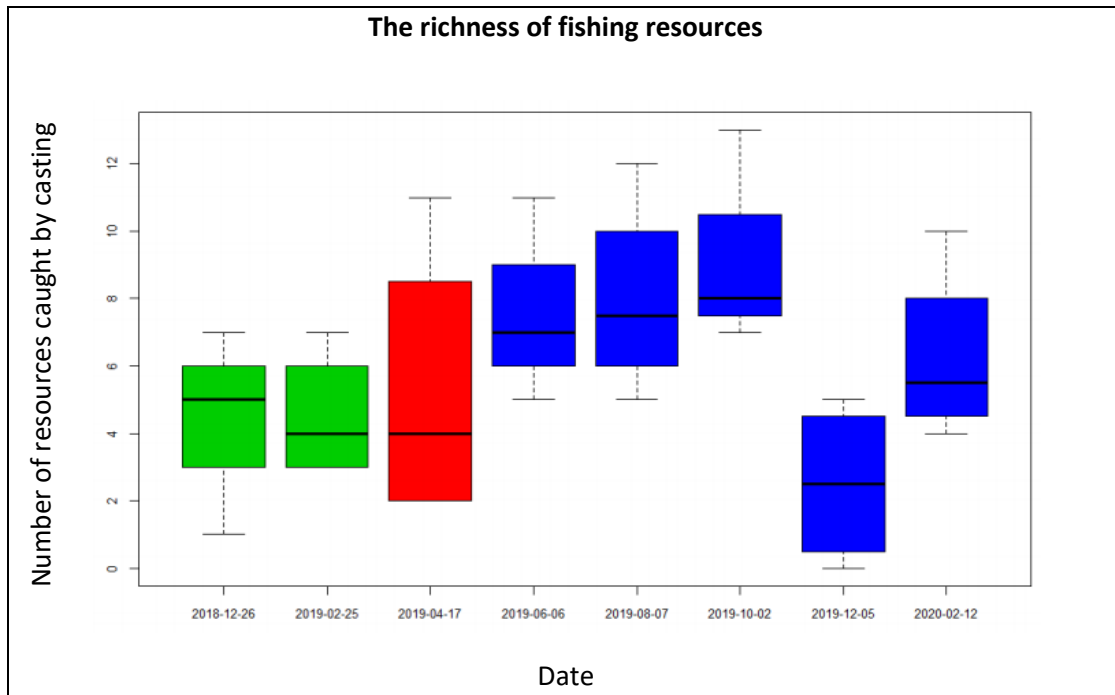 The richness of fishing resources
Number of resources caught by casting
12
10
8
6
4
2
0
2018-12-26 2019-02-25 2019-04-17 2019-06-06 2019-08-07 2019-10-02 2019-12-05 2020-02-12
Date